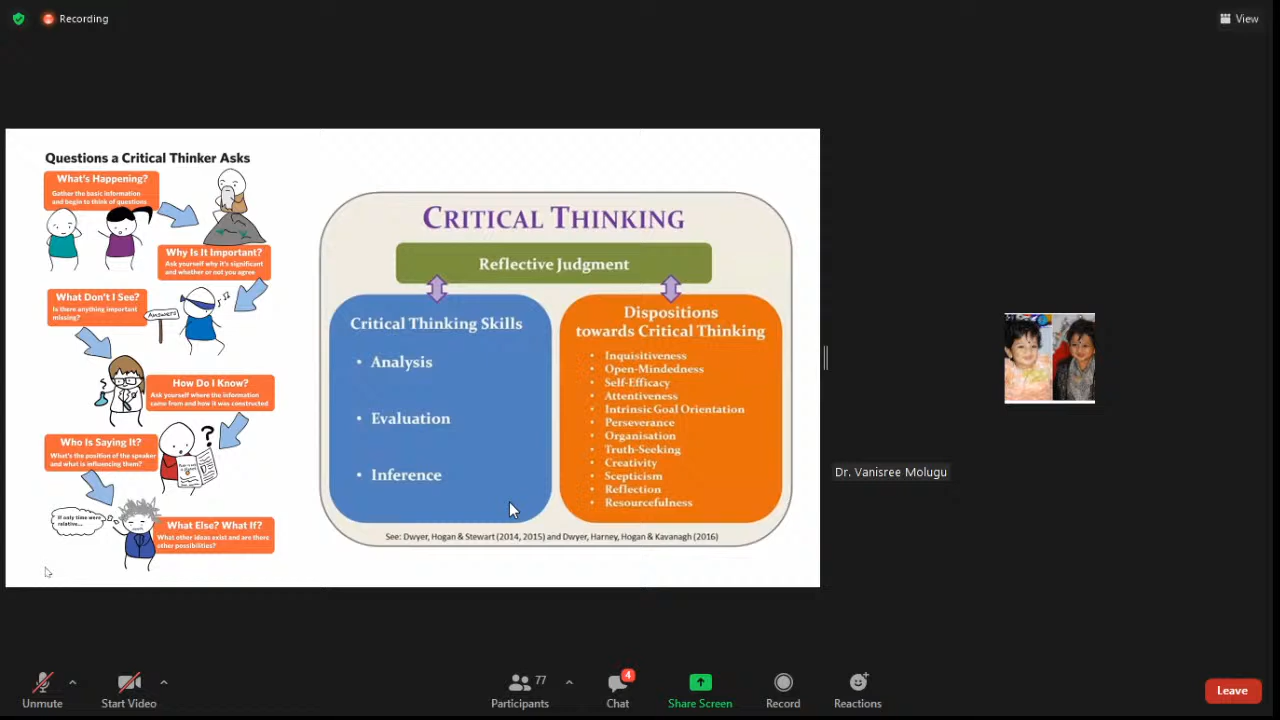 Recording
View
Questions a Critical Thinker Asks
What's Happening?
Gather the basic information
and begin to think of questions
Why Is It Important?
Ask yourself why it's significant
and whether or not you agree
What Don't I See?
Is there anything important
missing?
ANSWERS
How Do I Know?
Ask yourself where the information
came from and how it was constructed
Who Is Saying It?
What's the position of the speaker
and what is influencing them?
?
If only time were
relative...
What Else? What If?
What other ideas exist and are there
other possibilities?
CRITICAL THINKING
Reflective Judgment
Critical Thinking Skills
• Analysis
• Evaluation
• Inference
Dispositions
towards Critical Thinking
• Inquisitiveness
• Open-Mindedness
• Self-Efficacy
• Attentiveness
• Intrinsic Goal Orientation
• Perseverance
• Organisation
• Truth-Seeking
• Creativity
• Scepticism
• Reflection
• Resourcefulness
See: Dwyer, Hogan & Stewart (2014, 2015) and Dwyer, Harney, Hogan & Kavanagh (2016)
Dr. Vanisree Molugu
Unmute
Start Video
77
Participants
4
Chat
Share Screen
Record
Reactions
Leave